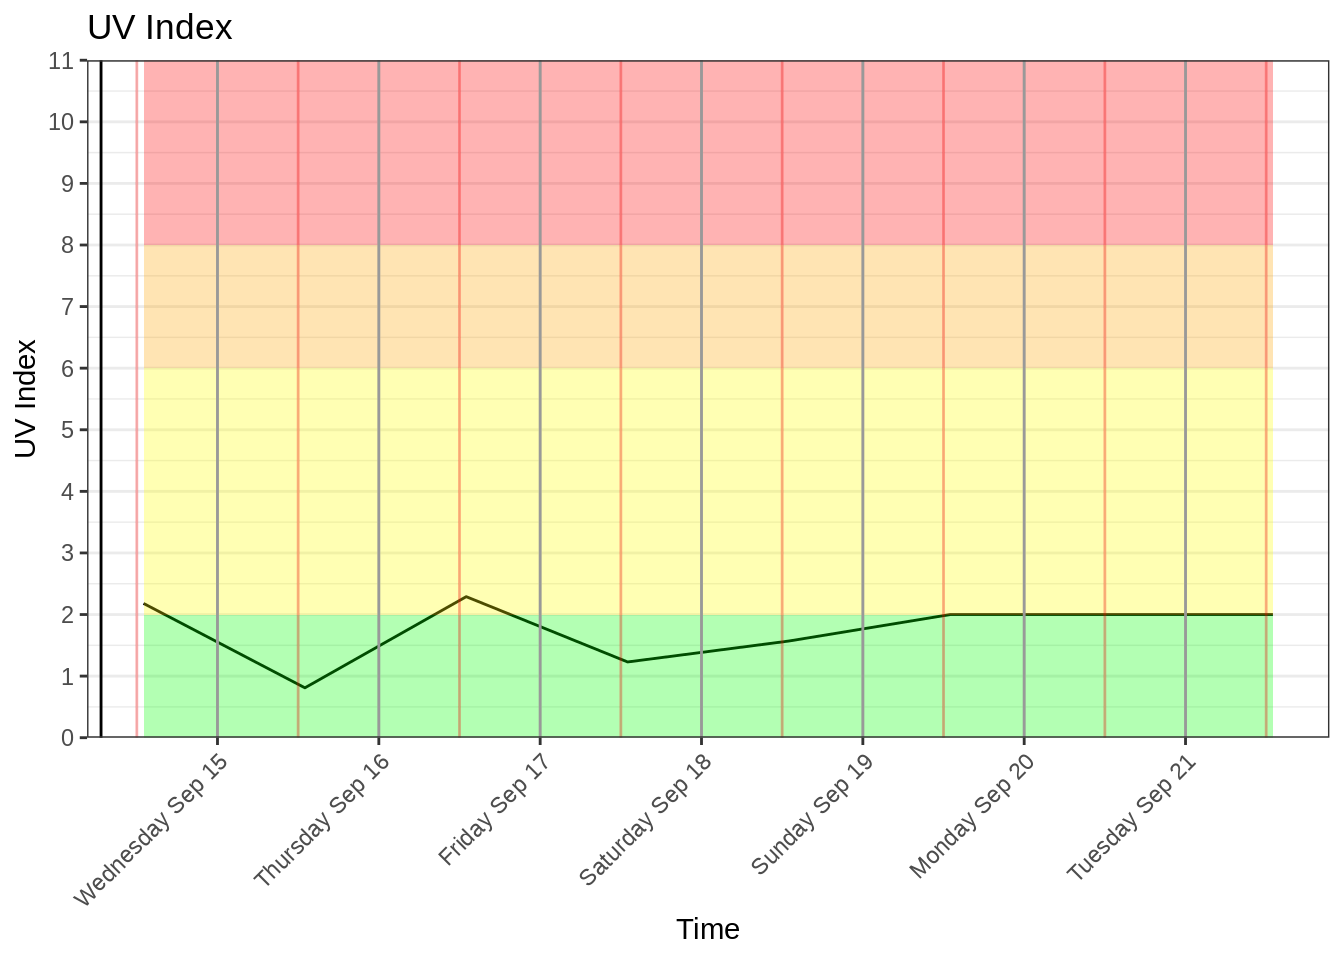 UV Index
11
10
9
8
7
6
5
4
3
2
1
0
UV Index
Wednesday Sep 15
Thursday Sep 16
Friday Sep 17
Saturday Sep 18
Sunday Sep 19
Monday Sep 20
Tuesday Sep 21
Time